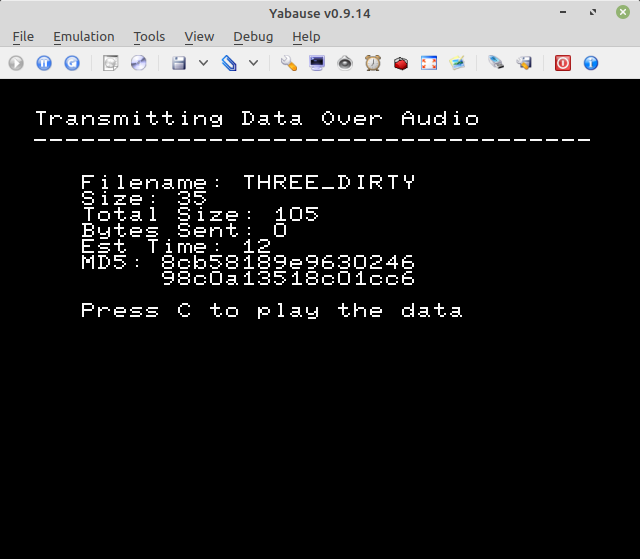 Yabause v0.9.14
File Emulation Tools View Debug Help
Transmitting Data Over Audio
-----------------------------------
Filename: THREE_DIRTY
Size: 35
Total Size: 105
Bytes Sent: 0
Est Time: 12
MD5: 8cb58189e9630246
98c0a13518c01cc6
Press C to play the data